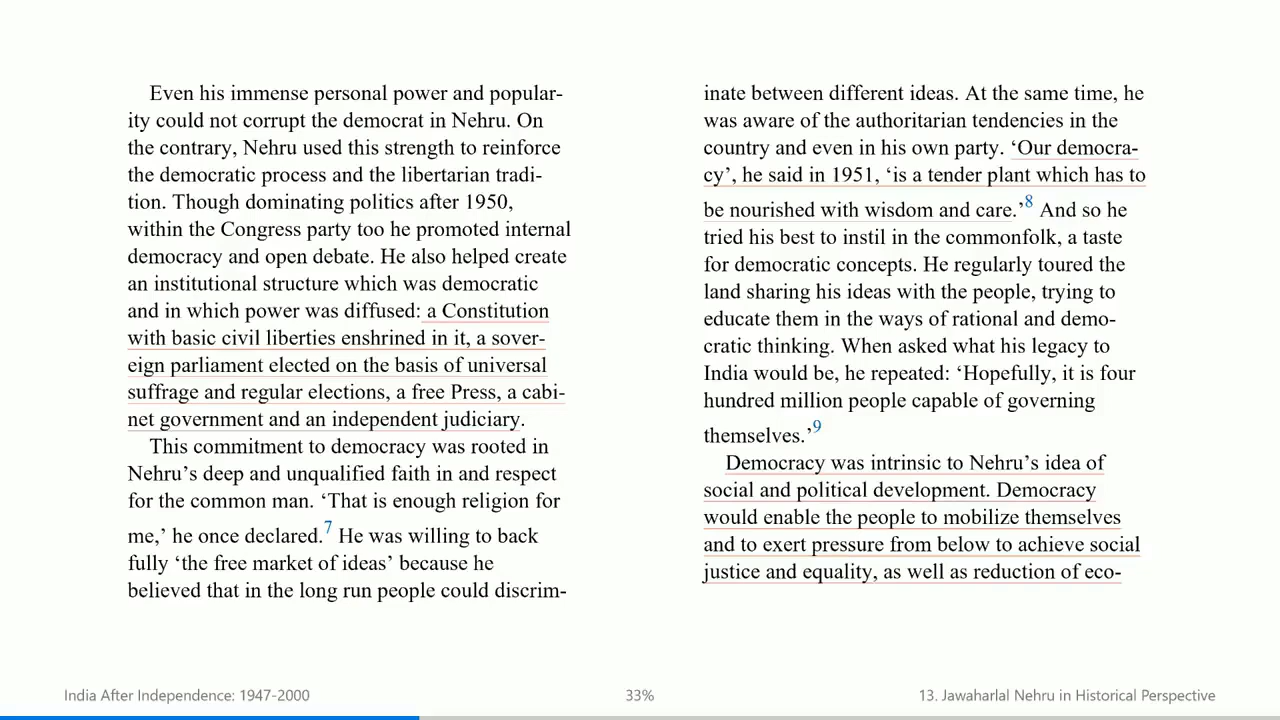 Even his immense personal power and popular-
ity could not corrupt the democrat in Nehru. On
the contrary, Nehru used this strength to reinforce
the democratic process and the libertarian tradi-
tion. Though dominating politics after 1950,
within the Congress party too he promoted internal
democracy and open debate. He also helped create
an institutional structure which was democratic
and in which power was diffused: a Constitution
with basic civil liberties enshrined in it, a sover-
eign parliament elected on the basis of universal
suffrage and regular elections, a free Press, a cabi-
net government and an independent judiciary.
This commitment to democracy was rooted in
Nehru’s deep and unqualified faith in and respect
for the common man. ‘That is enough religion for
me,’ he once declared.7 He was willing to back
fully ‘the free market of ideas’ because he
believed that in the long run people could discrim-
inate between different ideas. At the same time, he
was aware of the authoritarian tendencies in the
country and even in his own party. ‘Our democra-
cy’, he said in 1951, ‘is a tender plant which has to
be nourished with wisdom and care.’8 And so he
tried his best to instil in the commonfolk, a taste
for democratic concepts. He regularly toured the
land sharing his ideas with the people, trying to
educate them in the ways of rational and demo-
cratic thinking. When asked what his legacy to
India would be, he repeated: ‘Hopefully, it is four
hundred million people capable of governing
themselves.’9
Democracy was intrinsic to Nehru’s idea of
social and political development. Democracy
would enable the people to mobilize themselves
and to exert pressure from below to achieve social
justice and equality, as well as reduction of eco-
India After Independence: 1947-2000
33%
13. Jawaharlal Nehru in Historical Perspective